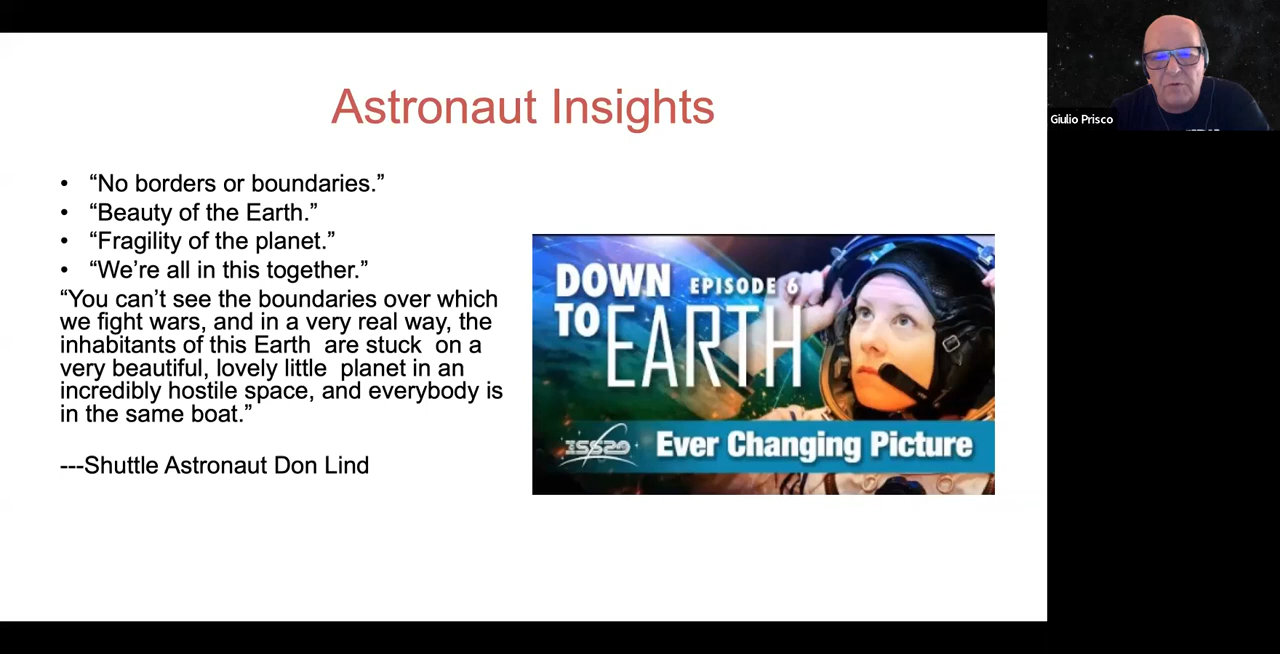 Astronaut Insights
• “No borders or boundaries.”
• “Beauty of the Earth.”
• “Fragility of the planet.”
• “We’re all in this together.”
“You can’t see the boundaries over which
we fight wars, and in a very real way, the
inhabitants of this Earth are stuck on a
very beautiful, lovely little planet in an
incredibly hostile space, and everybody is
in the same boat.”
---Shuttle Astronaut Don Lind
DOWN
TO EARTH
EPISODE 6
ISS20
Ever Changing Picture
Giulio Prisco